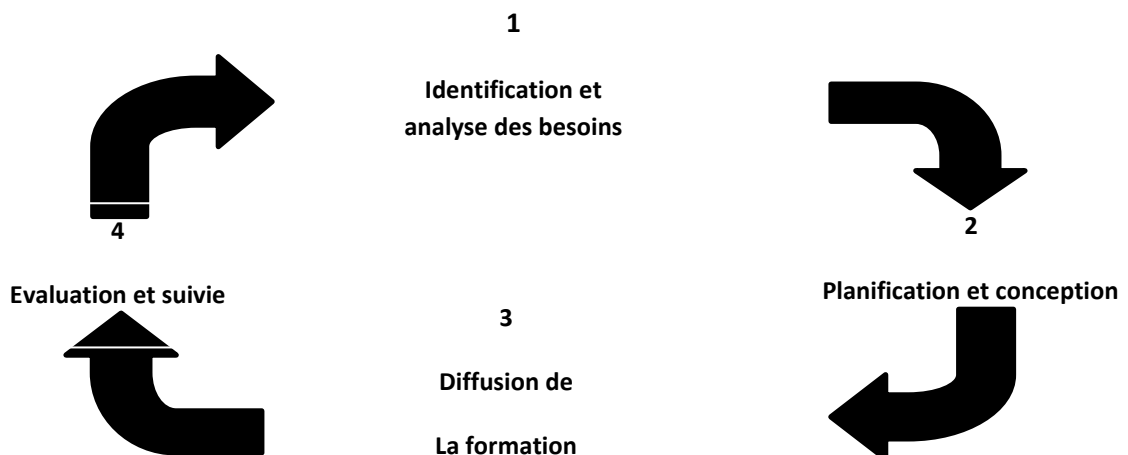 1
Identification et
analyse des besoins
2
Planification et conception
3
Diffusion de
La formation
4
Evaluation et suivie